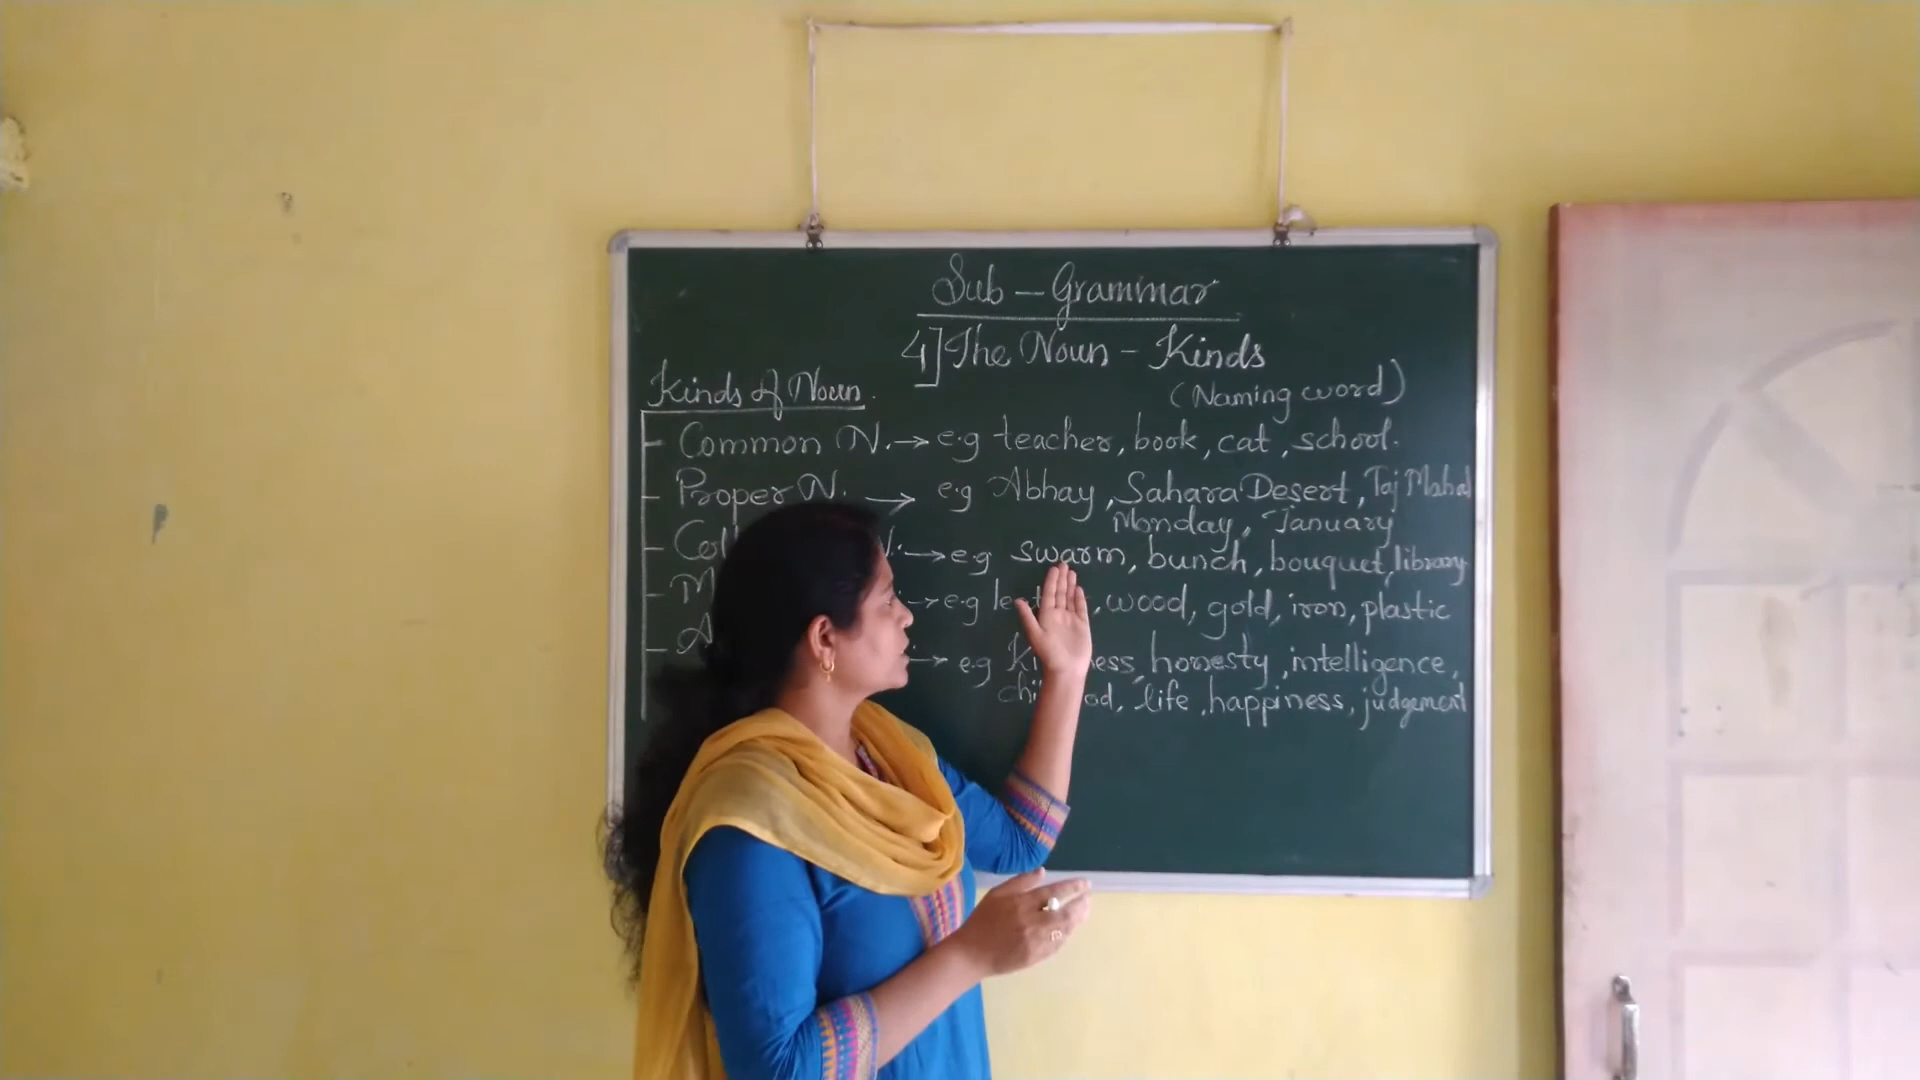 Sub - Grammar
4] The Noun - Kinds
Kinds of Noun.
(Naming word)
Common N. → e.g teacher, book, cat, school.
Proper N. → e.g Abhay, Sahara Desert, Taj Mahal
Monday, January
N. → e.g swarm, bunch, bouquet, library
→ e.g wood, gold, iron, plastic
→ e.g honesty, intelligence,
life, happiness, judgement